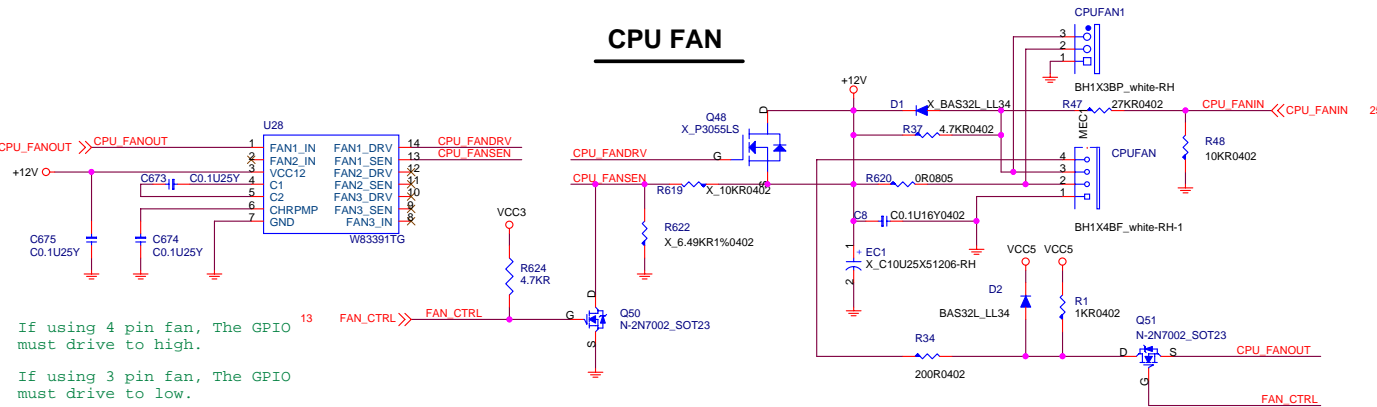 CPU FAN
CPUFAN1
3
2
1
BH1X3BP_white-RH
+12V
D1
X_BAS32L_LL34
R47
27KR0402
CPU_FANIN
CPU_FANIN
R37
4.7KR0402
MEC1
R48
10KR0402
CPUFAN
4
3
2
1
BH1X4BF_white-RH-1
Q48
X_P3055LS
D
G
S
CPU_FANDRV
CPU_FANSEN
R619
X_10KR0402
R620
0R0805
R622
X_6.49KR1%0402
C8
C0.1U16Y0402
1
+
EC1
X_C10U25X51206-RH
2
CPU_FANOUT
CPU_FANOUT
+12V
U28
1
FAN1_IN
FAN1_DRV
14
CPU_FANDRV
2
FAN2_IN
FAN1_SEN
13
CPU_FANSEN
3
VCC12
FAN2_DRV
12
4
C1
FAN2_SEN
11
5
C2
FAN3_DRV
10
6
CHRPMP
FAN3_SEN
9
7
GND
FAN3_IN
8
W83391TG
C673
C0.1U25Y
C675
C0.1U25Y
C674
C0.1U25Y
VCC3
R624
4.7KR
13
FAN_CTRL
FAN_CTRL
D
G
S
Q50
N-2N7002_SOT23
VCC5
VCC5
D2
BAS32L_LL34
R1
1KR0402
R34
200R0402
Q51
N-2N7002_SOT23
D
S
G
CPU_FANOUT
FAN_CTRL
If using 4 pin fan, The GPIO
must drive to high.
If using 3 pin fan, The GPIO
must drive to low.